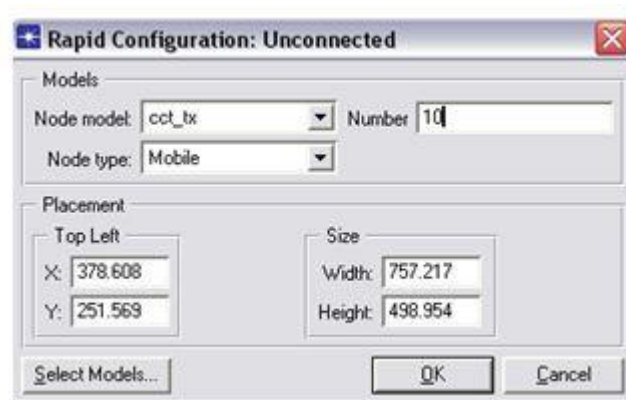 Rapid Configuration: Unconnected
Models
Node model: cct_tx Number 10
Node type: Mobile
Placement
Top Left Size
X: 378.608 Width: 757.217
Y: 251.569 Height: 498.954
Select Models... OK Cancel